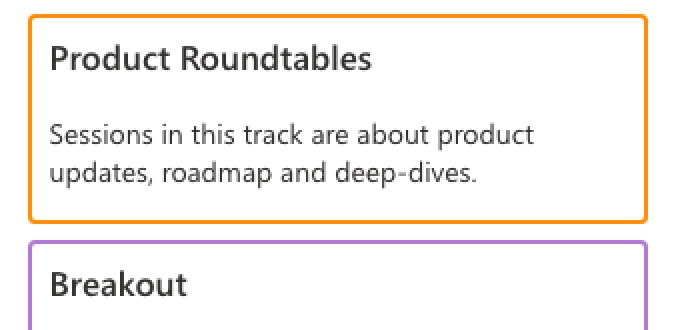 Product Roundtables
Sessions in this track are about product
updates, roadmap and deep-dives.
Breakout